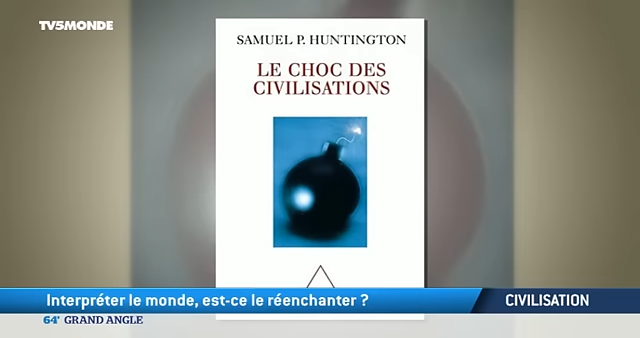 TV5MONDE
SAMUEL P. HUNTINGTON
LE CHOC DES
CIVILISATIONS
Interpréter le monde, est-ce le réenchanter ?
CIVILISATION
64' GRAND ANGLE